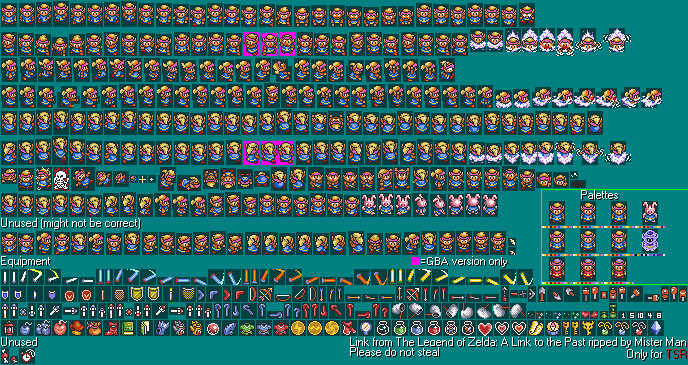 Palettes
Unused (might not be correct)
Equipment
=GBA version only
Unused
Link from The Legend of Zelda: A Link to the Past ripped by Mister Man
Please do not steal
Only for TSR